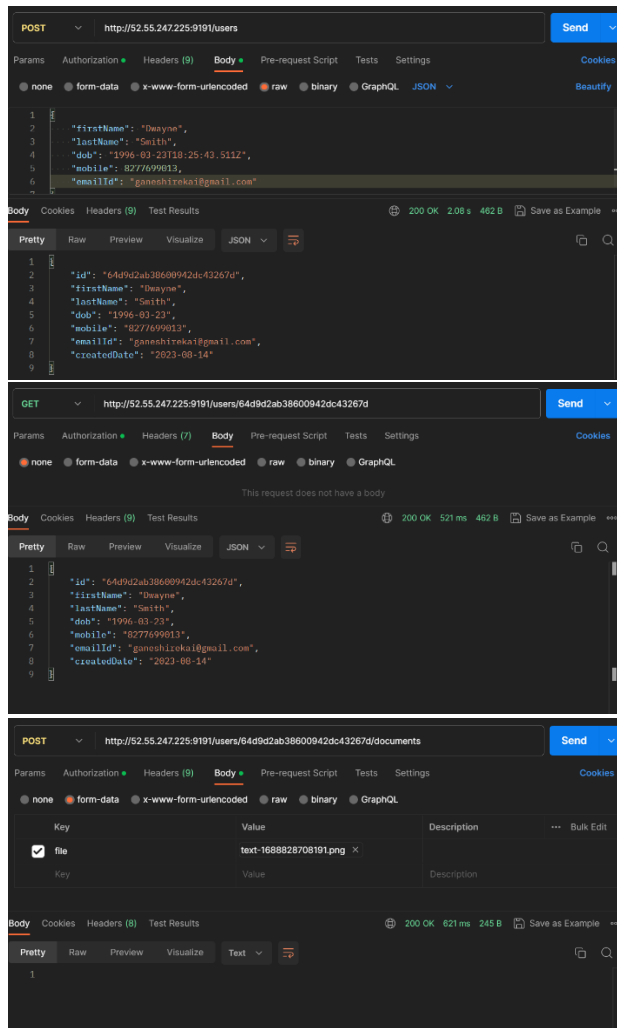 POST http://52.55.247.225:9191/users Send
Params Authorization Headers (9) Body Pre-request Script Tests Settings Cookies
none form-data x-www-form-urlencoded raw binary GraphQL JSON Beautify
1 {
2 "firstName": "Dwayne",
3 "lastName": "Smith",
4 "dob": "1996-03-23T18:25:43.511Z",
5 "mobile": 8277699013,
6 "emailId": "ganeshirekai@gmail.com"
Body Cookies Headers (9) Test Results 200 OK 2.08 s 462 B Save as Example
Pretty Raw Preview Visualize JSON
1 {
2 "id": "64d9d2ab38600942dc43267d",
3 "firstName": "Dwayne",
4 "lastName": "Smith",
5 "dob": "1996-03-23",
6 "mobile": "8277699013",
7 "emailId": "ganeshirekai@gmail.com",
8 "createdDate": "2023-08-14"
9 }
GET http://52.55.247.225:9191/users/64d9d2ab38600942dc43267d Send
Params Authorization Headers (7) Body Pre-request Script Tests Settings Cookies
none form-data x-www-form-urlencoded raw binary GraphQL
This request does not have a body
Body Cookies Headers (9) Test Results 200 OK 521 ms 462 B Save as Example
Pretty Raw Preview Visualize JSON
1 {
2 "id": "64d9d2ab38600942dc43267d",
3 "firstName": "Dwayne",
4 "lastName": "Smith",
5 "dob": "1996-03-23",
6 "mobile": "8277699013",
7 "emailId": "ganeshirekai@gmail.com",
8 "createdDate": "2023-08-14"
9 }
POST http://52.55.247.225:9191/users/64d9d2ab38600942dc43267d/documents Send
Params Authorization Headers (9) Body Pre-request Script Tests Settings Cookies
none form-data x-www-form-urlencoded raw binary GraphQL
Key Value Description Bulk Edit
file text-1688828708191.png
Key Value Description
Body Cookies Headers (8) Test Results 200 OK 621 ms 245 B Save as Example
Pretty Raw Preview Visualize Text
1